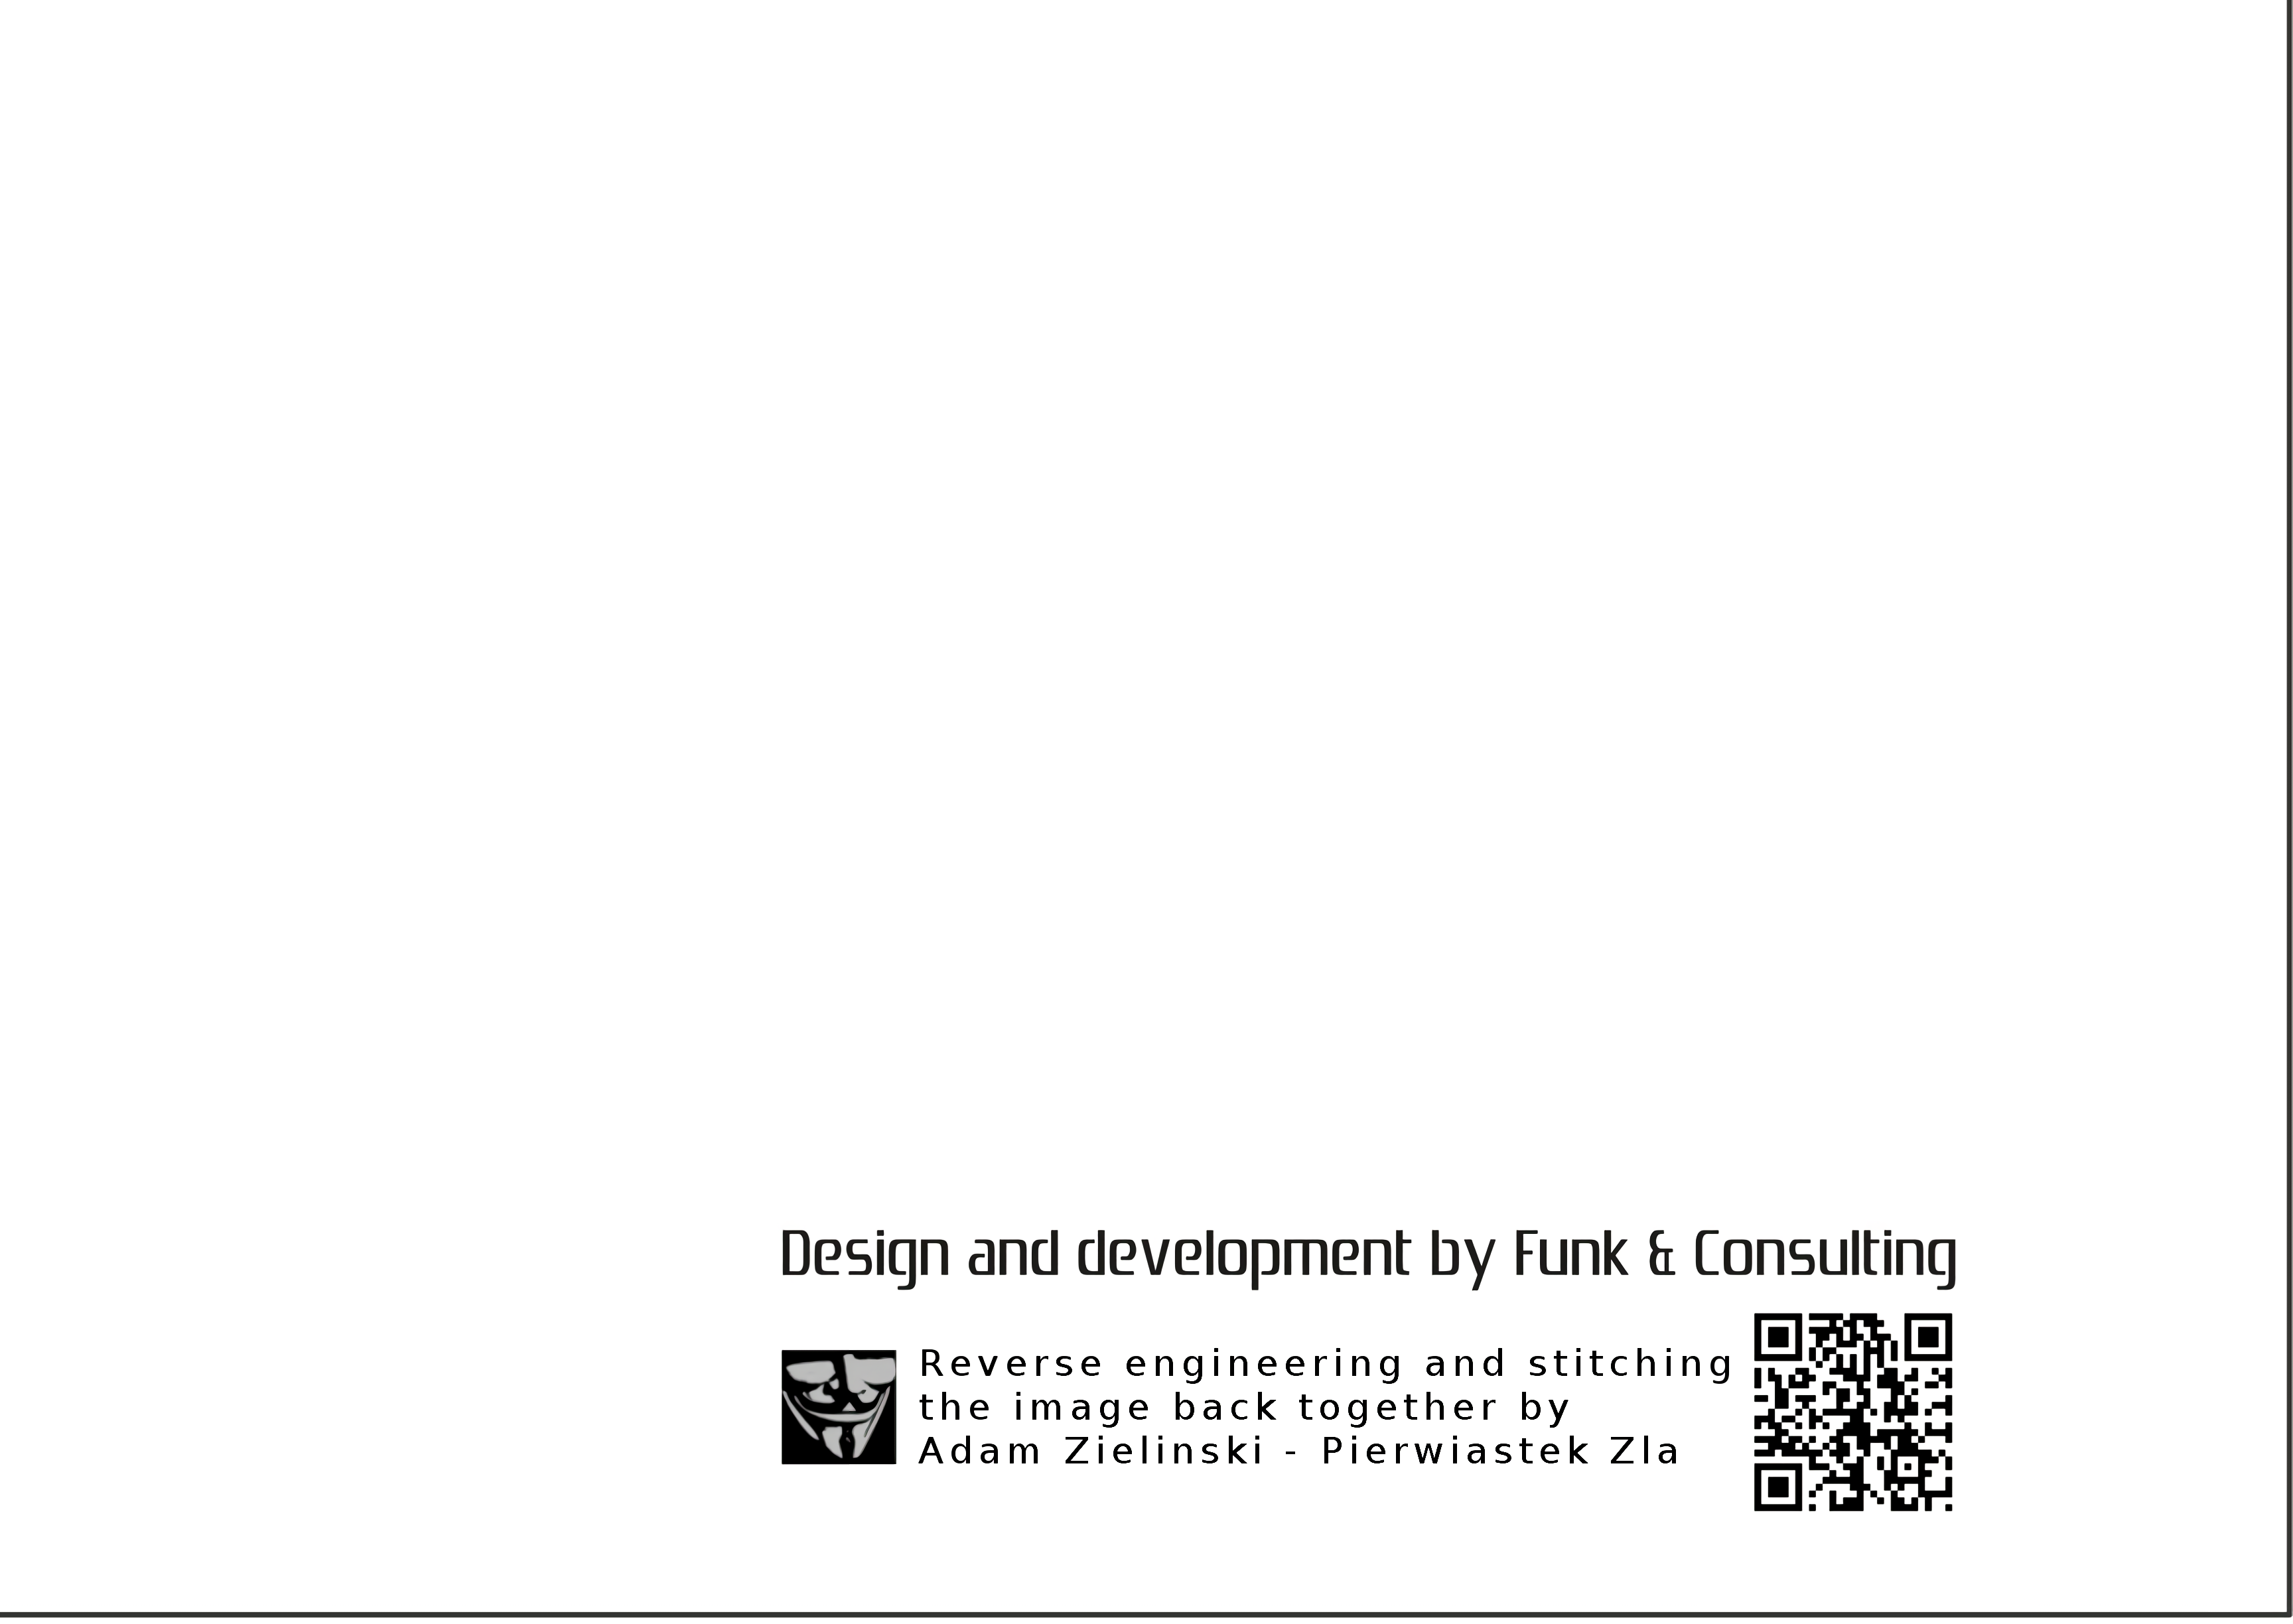 Design and development by Funk & Consulting
Reverse engineering and stitching
the image back together by
Adam Zielinski - Pierwiastek Zla